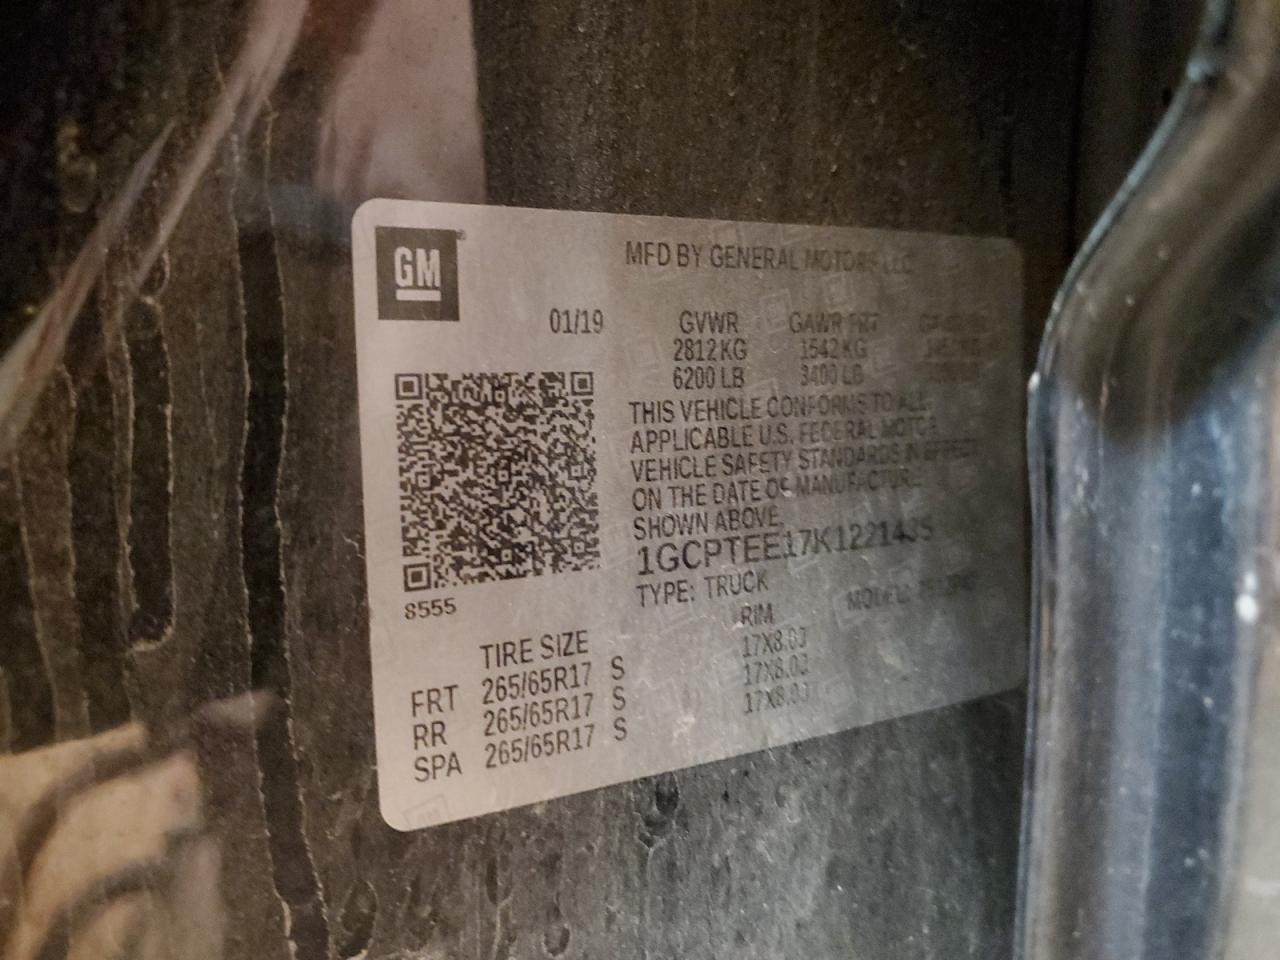 GM
MFD BY GENERAL MOTORS LLC
01/19
GVWR GAWR FRT
2812 KG 1542 KG
6200 LB 3400 LB
THIS VEHICLE CONFORMS TO ALL
APPLICABLE U.S. FEDERAL MOTOR
VEHICLE SAFETY STANDARDS IN EFFECT
ON THE DATE OF MANUFACTURE
SHOWN ABOVE.
TYPE: TRUCK MODEL:
8555
TIRE SIZE RIM
FRT 265/65R17 S 17X8.0J
RR 265/65R17 S 17X8.0J
SPA 265/65R17 S 17X8.0J